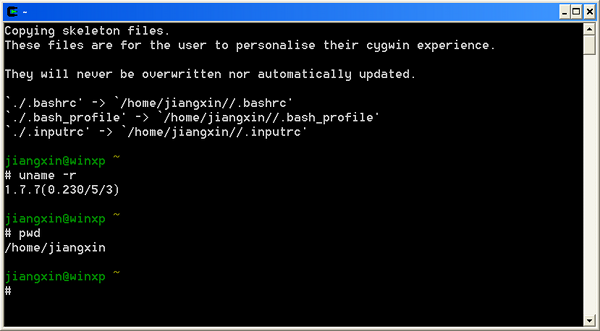 -
Copying skeleton files.
These files are for the user to personalise their cygwin experience.
They will never be overwritten nor automatically updated.
`./.bashrc' -> `/home/jiangxin//.bashrc'
`./.bash_profile' -> `/home/jiangxin//.bash_profile'
`./.inputrc' -> `/home/jiangxin//.inputrc'
jiangxin@winxp ~
# uname -r
1.7.7(0.230/5/3)
jiangxin@winxp ~
# pwd
/home/jiangxin
jiangxin@winxp ~
#